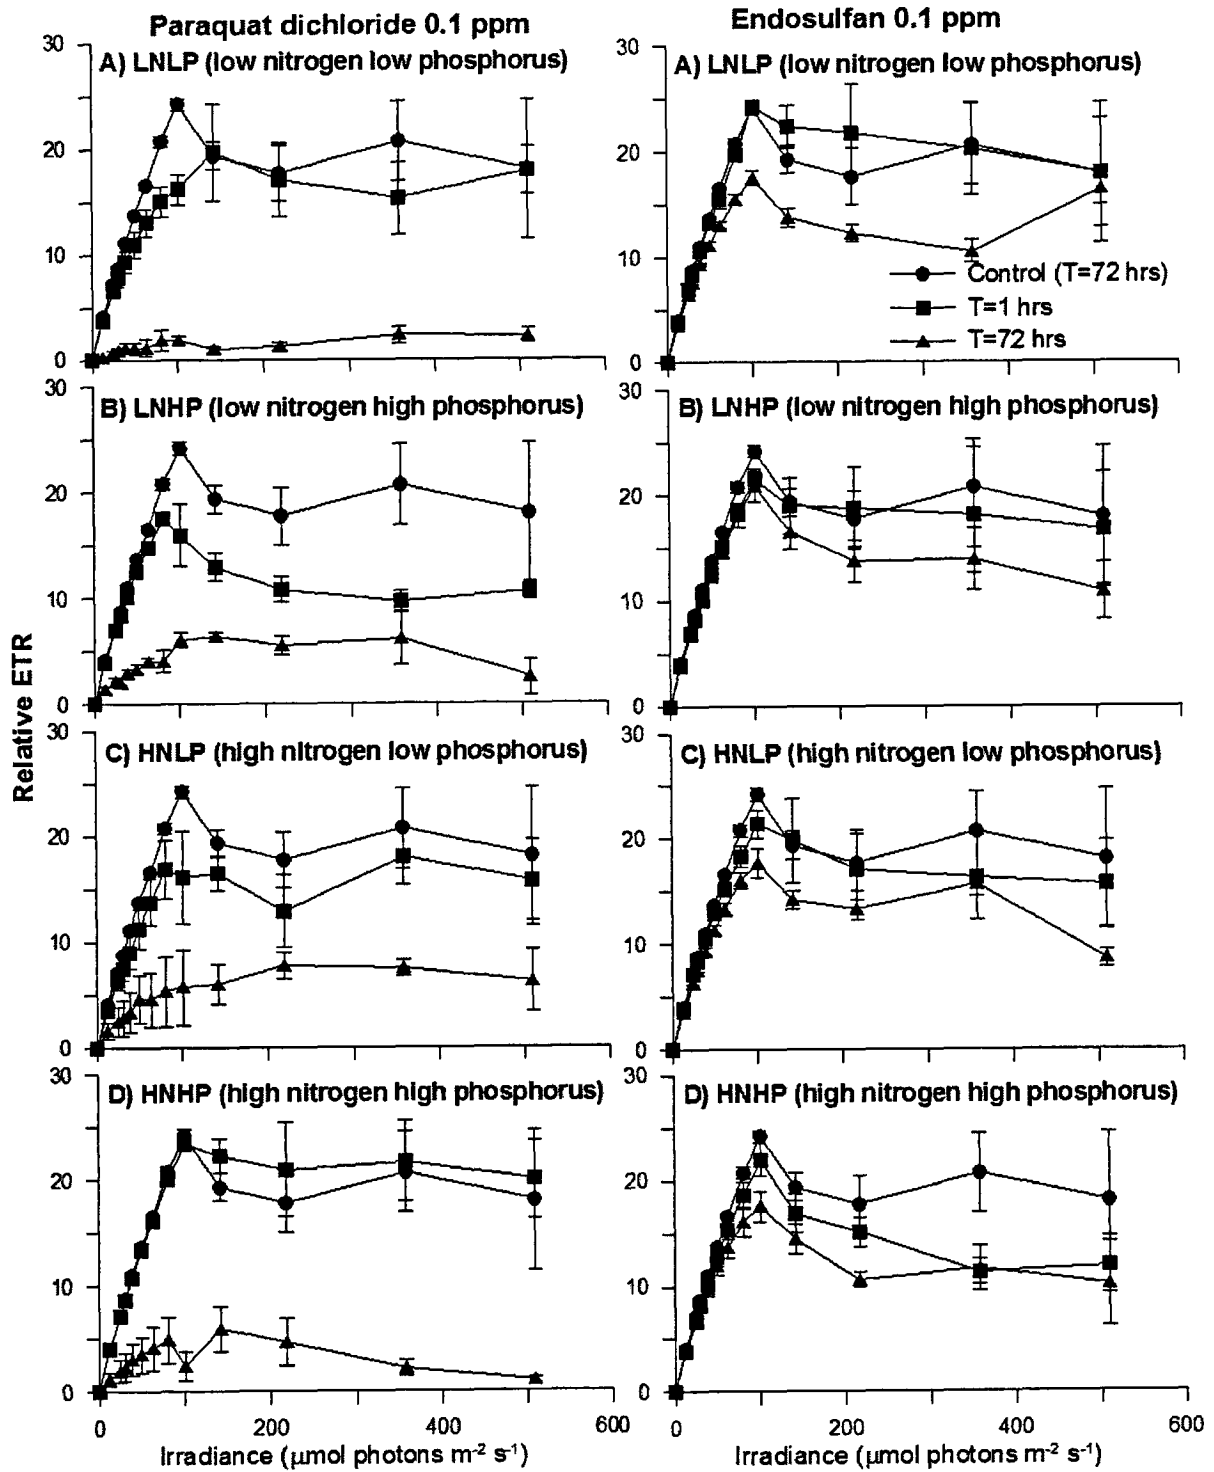 Paraquat dichloride 0.1 ppm
Endosulfan 0.1 ppm
30
A) LNLP (low nitrogen low phosphorus)
20
10
0
30
A) LNLP (low nitrogen low phosphorus)
20
10
0
Control (T=72 hrs)
T=1 hrs
T=72 hrs
30
B) LNHP (low nitrogen high phosphorus)
20
10
0
30
B) LNHP (low nitrogen high phosphorus)
20
10
0
Relative ETR
30
C) HNLP (high nitrogen low phosphorus)
20
10
0
30
C) HNLP (high nitrogen low phosphorus)
20
10
0
30
D) HNHP (high nitrogen high phosphorus)
20
10
0
30
D) HNHP (high nitrogen high phosphorus)
20
10
0
0 200 400 600
0 200 400 600
Irradiance (μmol photons m⁻² s⁻¹)
Irradiance (μmol photons m⁻² s⁻¹)